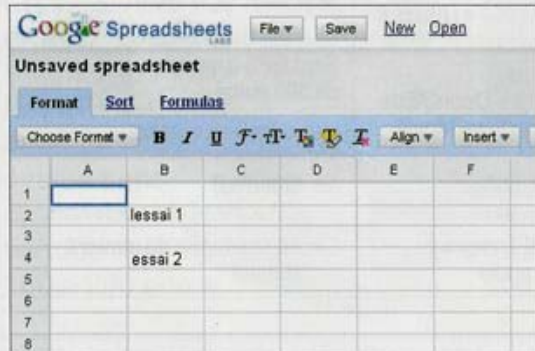 Google Spreadsheets LABS File Save New Open
Unsaved spreadsheet
Format Sort Formulas
Choose Format B I U F T T T T Align Insert
A B C D E F
1
2 lessai 1
3
4 essai 2
5
6
7
8